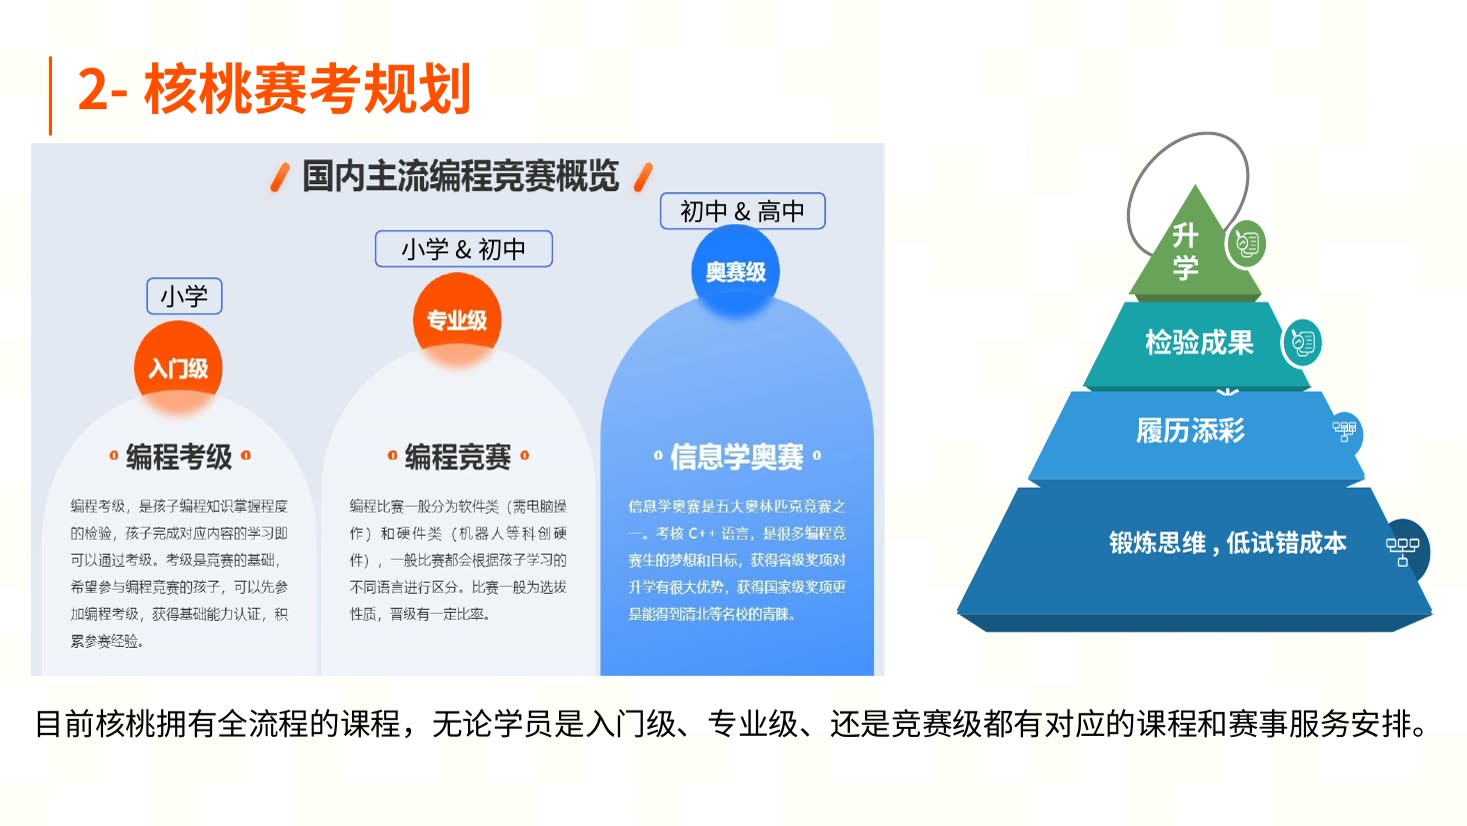 2- 核桃赛考规划
国内主流编程竞赛概览
小学
入门级
编程考级
编程考级，是孩子编程知识掌握程度
的检验，孩子完成对应内容的学习即
可以通过考级。考级是竞赛的基础，
希望参与编程竞赛的孩子，可以先参
加编程考级，获得基础能力认证，积
累参赛经验。
小学 & 初中
专业级
编程竞赛
编程比赛一般分为软件类（需电脑操
作）和硬件类（机器人等科创硬
件），一般比赛都会根据孩子学习的
不同语言进行区分。比赛一般为选拔
性质，晋级有一定比率。
初中 & 高中
奥赛级
信息学奥赛
信息学奥赛是五大奥林匹克竞赛之
一。考核 C++ 语言，是很多编程竞
赛生的梦想和目标，获得省级奖项对
升学有很大优势，获得国家级奖项更
是能得到清北等名校的青睐。
升
学
检验成果
履历添彩
锻炼思维 , 低试错成本
目前核桃拥有全流程的课程，无论学员是入门级、专业级、还是竞赛级都有对应的课程和赛事服务安排。